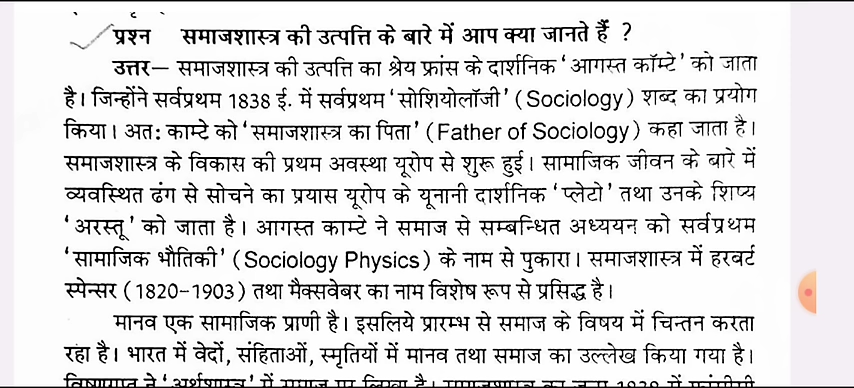 प्रश्न समाजशास्त्र की उत्पत्ति के बारे में आप क्या जानते हैं ?
उत्तर— समाजशास्त्र की उत्पत्ति का श्रेय फ्रांस के दार्शनिक ‘आगस्त कॉम्टे’ को जाता
है। जिन्होंने सर्वप्रथम 1838 ई. में सर्वप्रथम ‘सोशियोलॉजी’ (Sociology) शब्द का प्रयोग
किया। अत: काम्टे को ‘समाजशास्त्र का पिता’ (Father of Sociology) कहा जाता है।
समाजशास्त्र के विकास की प्रथम अवस्था यूरोप से शुरू हुई। सामाजिक जीवन के बारे में
व्यवस्थित ढंग से सोचने का प्रयास यूरोप के यूनानी दार्शनिक ‘प्लेटो’ तथा उनके शिष्य
‘अरस्तू’ को जाता है। आगस्त काम्टे ने समाज से सम्बन्धित अध्ययन को सर्वप्रथम
‘सामाजिक भौतिकी’ (Sociology Physics) के नाम से पुकारा। समाजशास्त्र में हरबर्ट
स्पेन्सर (1820-1903) तथा मैक्सवेबर का नाम विशेष रूप से प्रसिद्ध है।
मानव एक सामाजिक प्राणी है। इसलिये प्रारम्भ से समाज के विषय में चिन्तन करता
रहा है। भारत में वेदों, संहिताओं, स्मृतियों में मानव तथा समाज का उल्लेख किया गया है।